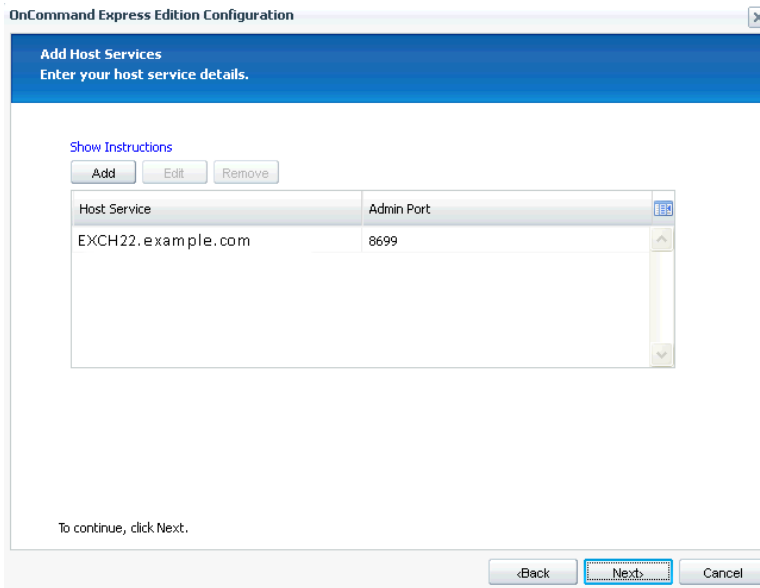 OnCommand Express Edition Configuration
Add Host Services
Enter your host service details.
Show Instructions
Add Edit Remove
Host Service Admin Port
EXCH22.example.com 8699
To continue, click Next.
<Back Next> Cancel